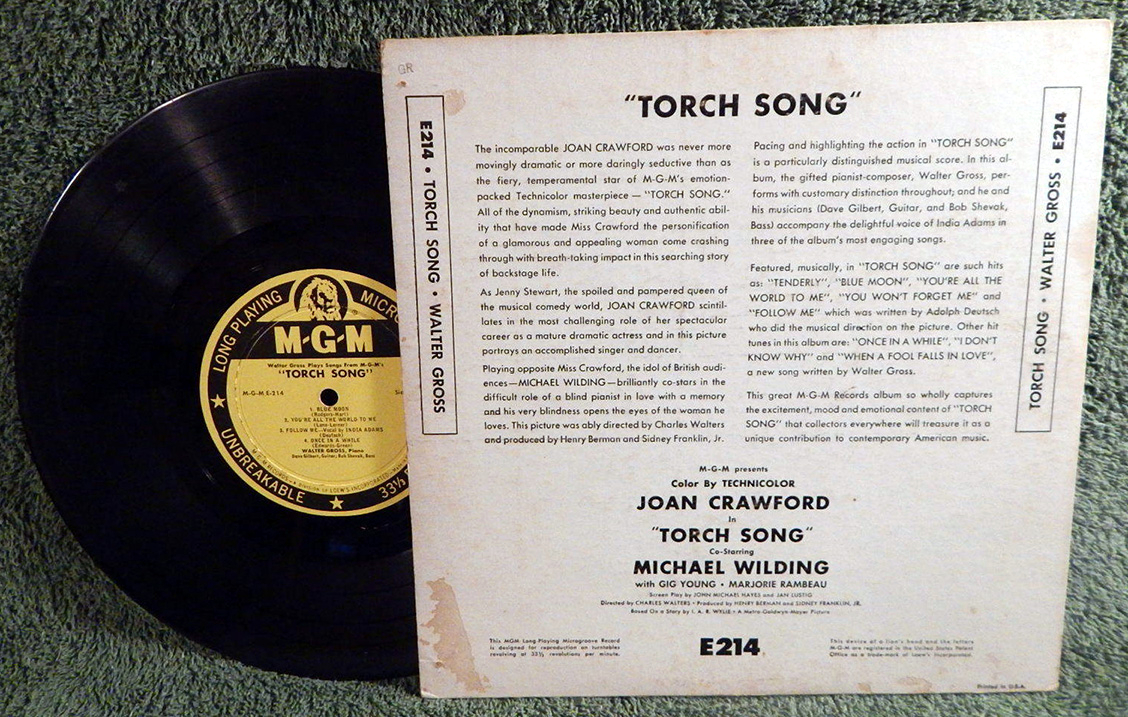 LONG PLAYING
M-G-M
Walter Gross Plays Songs From M-G-M's
"TORCH SONG"
M-G-M E-214
1. BLUE MOON
(Rodgers-Hart)
2. YOU'RE ALL THE WORLD TO ME
(Lane-Lerner)
3. FOLLOW ME—Vocal by INDIA ADAMS
(Deutsch)
4. ONCE IN A WHILE
(Edwards-Green)
WALTER GROSS, Piano
Dave Gilbert, Guitar; Bob Shevak, Bass
UNBREAKABLE
33⅓
GR
E214 • TORCH SONG • WALTER GROSS
"TORCH SONG"
The incomparable JOAN CRAWFORD was never more
movingly dramatic or more daringly seductive than as
the fiery, temperamental star of M-G-M's emotion-
packed Technicolor masterpiece — "TORCH SONG."
All of the dynamism, striking beauty and authentic abil-
ity that have made Miss Crawford the personification
of a glamorous and appealing woman come crashing
through with breath-taking impact in this searching story
of backstage life.
As Jenny Stewart, the spoiled and pampered queen of
the musical comedy world, JOAN CRAWFORD scintil-
lates in the most challenging role of her spectacular
career as a mature dramatic actress and in this picture
portrays an accomplished singer and dancer.
Playing opposite Miss Crawford, the idol of British audi-
ences—MICHAEL WILDING—brilliantly co-stars in the
difficult role of a blind pianist in love with a memory
and his very blindness opens the eyes of the woman he
loves. This picture was ably directed by Charles Walters
and produced by Henry Berman and Sidney Franklin, Jr.
Pacing and highlighting the action in "TORCH SONG"
is a particularly distinguished musical score. In this al-
bum, the gifted pianist-composer, Walter Gross, per-
forms with customary distinction throughout; and he and
his musicians (Dave Gilbert, Guitar, and Bob Shevak,
Bass) accompany the delightful voice of India Adams in
three of the album's most engaging songs.
Featured, musically, in "TORCH SONG" are such hits
as: "TENDERLY", "BLUE MOON", "YOU'RE ALL THE
WORLD TO ME", "YOU WON'T FORGET ME" and
"FOLLOW ME" which was written by Adolph Deutsch
who did the musical direction on the picture. Other hit
tunes in this album are: "ONCE IN A WHILE", "I DON'T
KNOW WHY" and "WHEN A FOOL FALLS IN LOVE",
a new song written by Walter Gross.
This great M-G-M Records album so wholly captures
the excitement, mood and emotional content of "TORCH
SONG" that collectors everywhere will treasure it as a
unique contribution to contemporary American music.
TORCH SONG • WALTER GROSS • E214
M-G-M presents
Color By TECHNICOLOR
JOAN CRAWFORD
In
"TORCH SONG"
Co-Starring
MICHAEL WILDING
with GIG YOUNG • MARJORIE RAMBEAU
Screen Play by JOHN MICHAEL HAYES and JAN LUSTIG
Directed by CHARLES WALTERS • Produced by HENRY BERMAN and SIDNEY FRANKLIN, JR.
Based On a Story by I. A. R. WYLIE • A Metro-Goldwyn-Mayer Picture
This MGM Long-Playing Microgroove Record
is designed for reproduction on turntables
revolving at 33⅓ revolutions per minute.
E214
This device of a lion's head and the letters
M-G-M are registered in the United States Patent
Office as a trade-mark of Loew's Incorporated.
Printed in U.S.A.